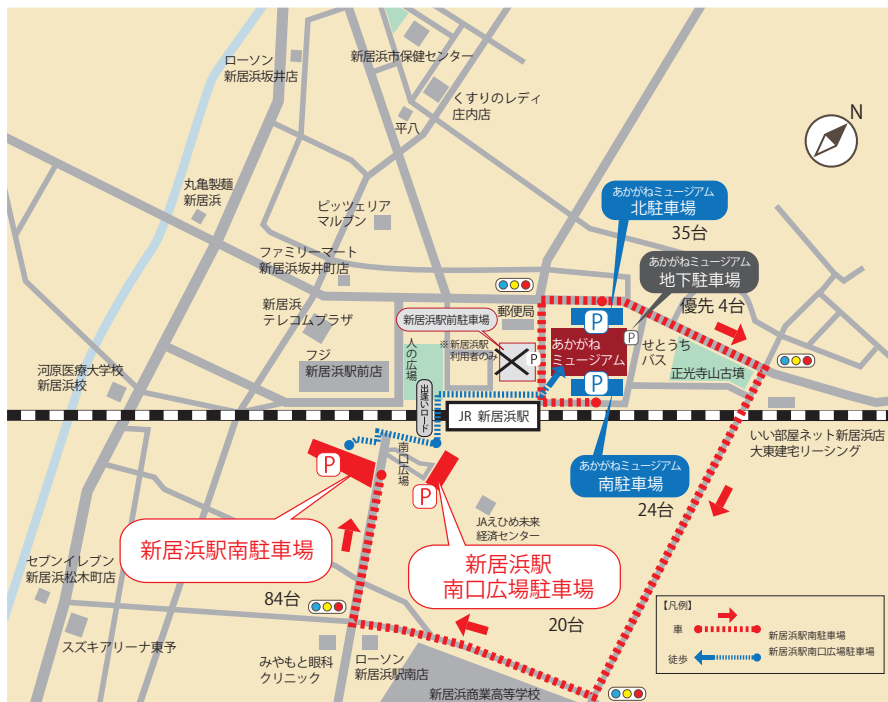 ローソン
新居浜坂井店
新居浜市保健センター
くすりのレディ
庄内店
平八
N
丸亀製麺
新居浜
ピッツェリア
マルブン
あかがねミュージアム
北駐車場
35台
ファミリーマート
新居浜坂井町店
あかがねミュージアム
地下駐車場
優先 4台
新居浜
テレコムプラザ
新居浜駅前駐車場
郵便局
P
※ 新居浜駅
利用者のみ
P
P
あかがね
ミュージアム
せとうち
バス
人の広場
フジ
新居浜駅前店
正光寺山古墳
河原医療大学校
新居浜校
出逢いロード
P
JR 新居浜駅
いい部屋ネット新居浜店
大東建宅リーシング
南口広場
あかがねミュージアム
南駐車場
24台
P
P
JAえひめ未来
経済センター
新居浜駅南駐車場
新居浜駅
南口広場駐車場
セブンイレブン
新居浜松木町店
84台
20台
スズキアリーナ東予
みやもと眼科
クリニック
ローソン
新居浜駅南店
新居浜商業高等学校
【凡例】
車
新居浜駅南駐車場
徒歩
新居浜駅南口広場駐車場